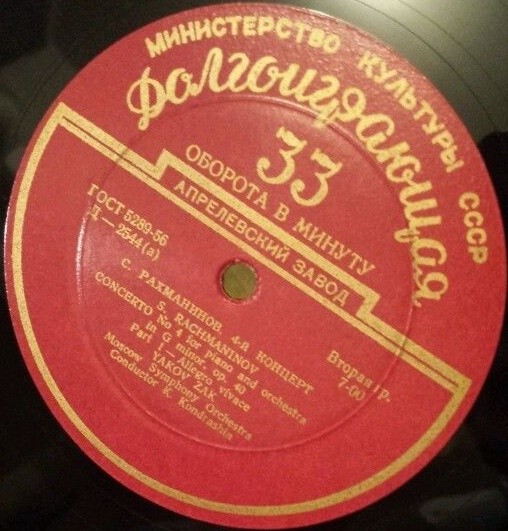 МИНИСТЕРСТВО КУЛЬТУРЫ СССР
Долгоиграющая
33
ОБОРОТА В МИНУТУ
АПРЕЛЕВСКИЙ ЗАВОД
ГОСТ 5289-56
Д—2544(а)
Вторая гр.
7-00
С. РАХМАНИНОВ. 4-й КОНЦЕРТ
S. RACHMANINOV
CONCERTO No 4 for piano and orchestra
in G minor, op. 40
Part I Allegro vivace
YAKOV ZAK
Moscow Symphony Orchestra
Conductor K. Kondrashin